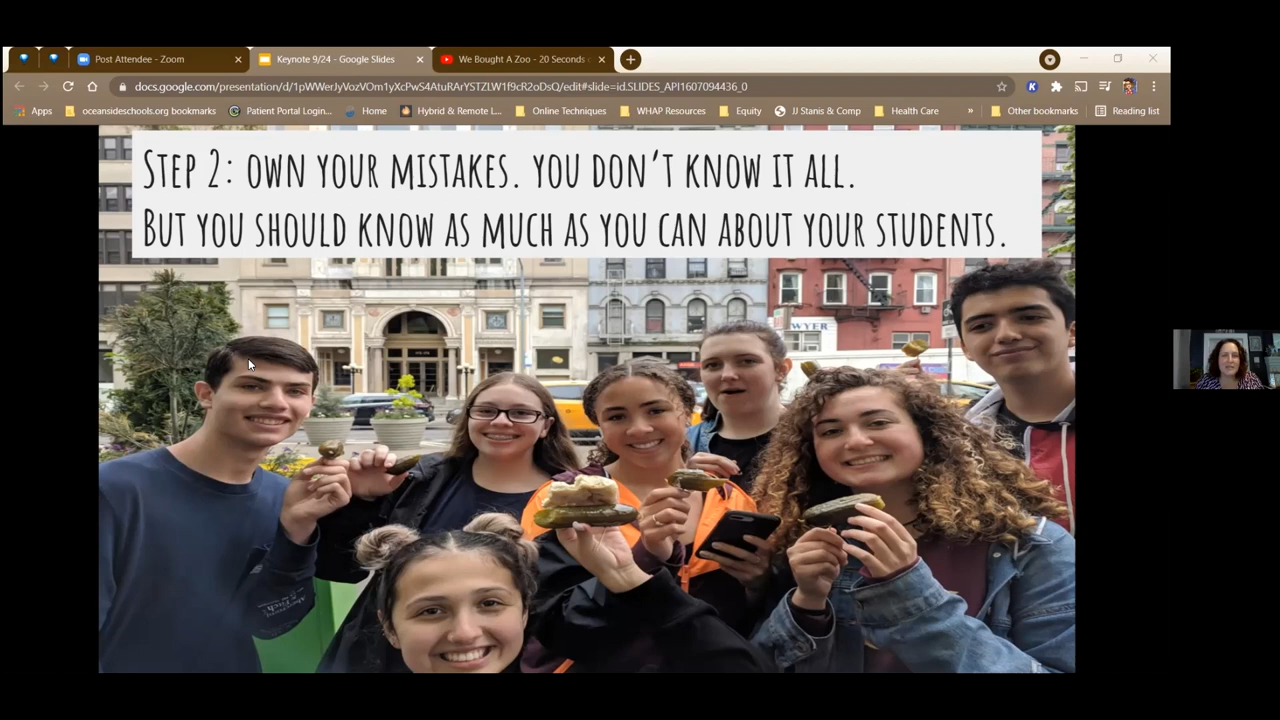 Post Attendee - Zoom
Keynote 9/24 - Google Slides
We Bought A Zoo - 20 Seconds
docs.google.com/presentation/d/1pWWerJyVozVOm1yXcPwS4AtuRArYSTZLW1f9cR2oDsQ/edit#slide=id.SLIDES_API1607094436_0
Apps
oceansideschools.org bookmarks
Patient Portal Login...
Home
Hybrid & Remote L...
Online Techniques
WHAP Resources
Equity
JJ Stanis & Comp
Health Care
»
Other bookmarks
Reading list
Step 2: own your mistakes. you don't know it all.
But you should know as much as you can about your students.